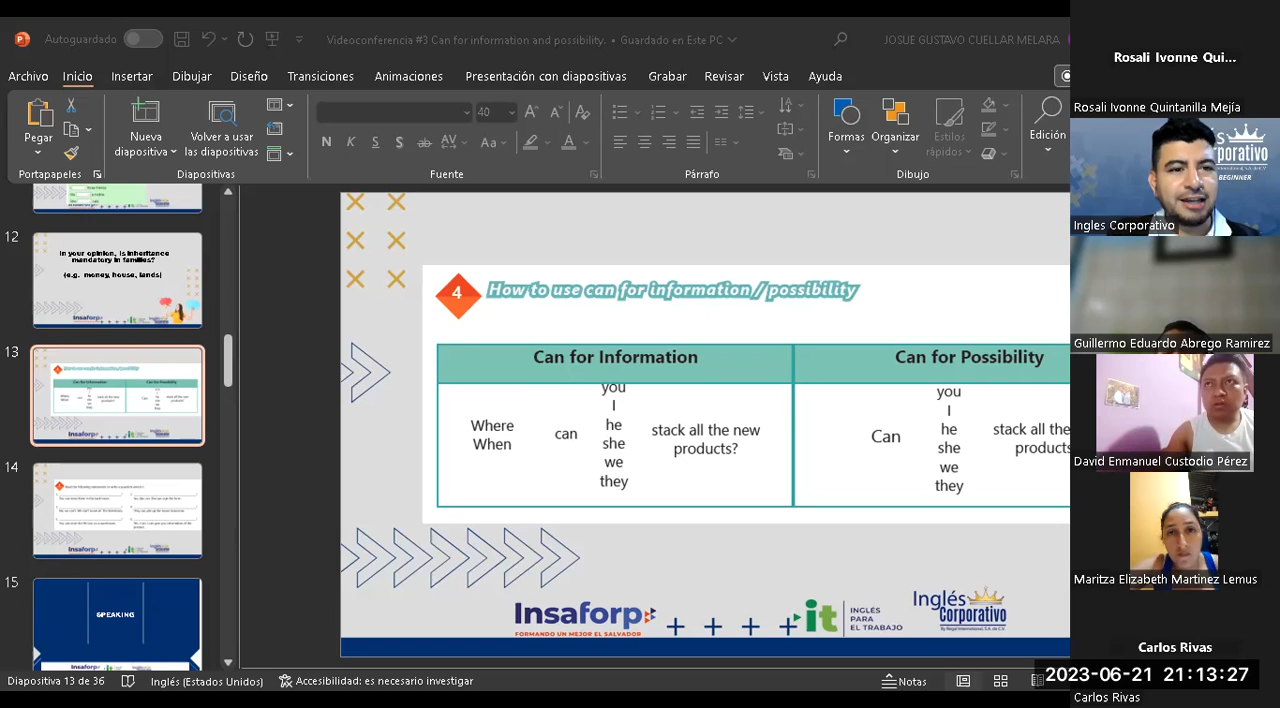 Autoguardado
Videoconferencia #3 Can for information and possibility. • Guardado en Este PC
JOSUE GUSTAVO CUELLAR MELARA
Archivo Inicio Insertar Dibujar Diseño Transiciones Animaciones Presentación con diapositivas Grabar Revisar Vista Ayuda
40
Pegar
Nueva diapositiva
Volver a usar las diapositivas
N K S S ab AV Aa A
Formas
Organizar
Estilos rápidos
Edición
Portapapeles
Diapositivas
Fuente
Párrafo
Dibujo
12
In your opinion, is inheritance
mandatory in families?
(e.g. money, house, lands)
13
14
15
SPEAKING
4
How to use can for information / possibility
Can for Information
Can for Possibility
Where
When
can
you
I
he
she
we
they
stack all the new
products?
Can
you
I
he
she
we
they
stack all the
products
Insaforp
FORMANDO UN MEJOR EL SALVADOR
it
INGLÉS
PARA
EL TRABAJO
Inglés
Corporativo
Diapositiva 13 de 36
Inglés (Estados Unidos)
Accesibilidad: es necesario investigar
Notas
Rosali Ivonne Qui...
Rosali Ivonne Quintanilla Mejía
BEGINNER
Ingles Corporativo
Guillermo Eduardo Abrego Ramirez
David Enmanuel Custodio Pérez
Maritza Elizabeth Martinez Lemus
Carlos Rivas
2023-06-21 21:13:27
Carlos Rivas